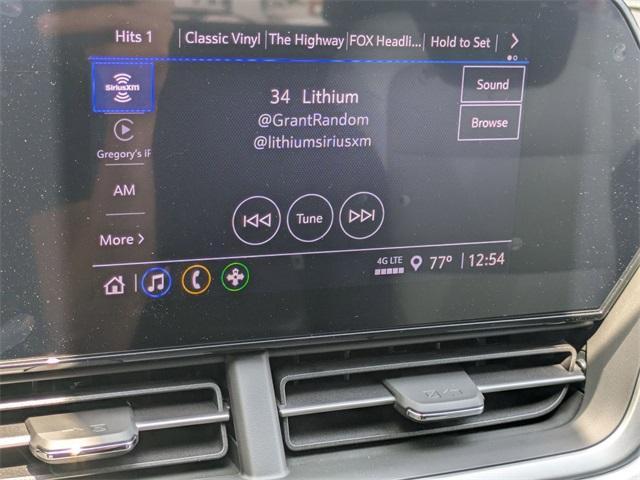 Hits 1 Classic Vinyl The Highway FOX Headli... Hold to Set
SiriusXM
34 Lithium
Sound
@GrantRandom
Browse
@lithiumsiriusxm
Gregory's iP
AM
Tune
More
4G LTE 77° 12:54